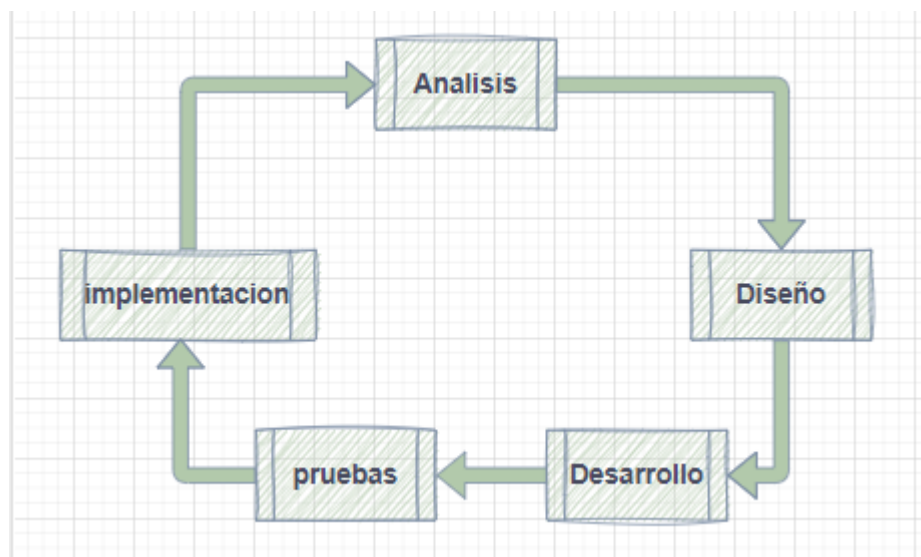 Analisis
implementacion
Diseño
pruebas
Desarrollo